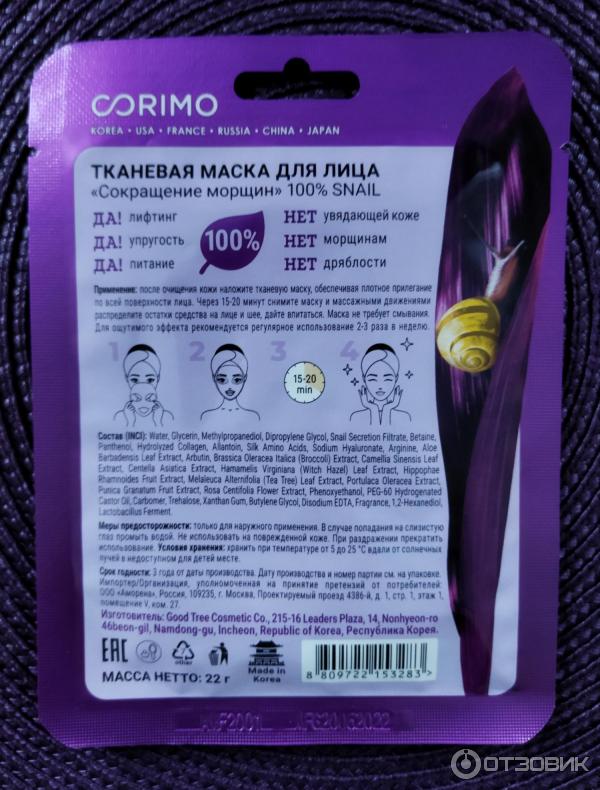 CORIMO
KOREA • USA • FRANCE • RUSSIA • CHINA • JAPAN
ТКАНЕВАЯ МАСКА ДЛЯ ЛИЦА
«Сокращение морщин» 100% SNAIL
ДА! лифтинг
ДА! упругость
ДА! питание
100%
НЕТ увядающей коже
НЕТ морщинам
НЕТ дряблости
Применение: после очищения кожи наложите тканевую маску, обеспечивая плотное прилегание
по всей поверхности лица. Через 15-20 минут снимите маску и массажными движениями
распределите остатки средства на лице и шее, дайте впитаться. Маска не требует смывания.
Для ощутимого эффекта рекомендуется регулярное использование 2-3 раза в неделю.
1 2 3 4
15-20
min
Состав (INCI): Water, Glycerin, Methylpropanediol, Dipropylene Glycol, Snail Secretion Filtrate, Betaine,
Panthenol, Hydrolyzed Collagen, Allantoin, Silk Amino Acids, Sodium Hyaluronate, Arginine, Aloe
Barbadensis Leaf Extract, Arbutin, Brassica Oleracea Italica (Broccoli) Extract, Camellia Sinensis Leaf
Extract, Centella Asiatica Extract, Hamamelis Virginiana (Witch Hazel) Leaf Extract, Hippophae
Rhamnoides Fruit Extract, Melaleuca Alternifolia (Tea Tree) Leaf Extract, Portulaca Oleracea Extract,
Punica Granatum Fruit Extract, Rosa Centifolia Flower Extract, Phenoxyethanol, PEG-60 Hydrogenated
Castor Oil, Carbomer, Trehalose, Xanthan Gum, Butylene Glycol, Disodium EDTA, Fragrance, 1,2-Hexanediol,
Lactobacillus Ferment.
Меры предосторожности: только для наружного применения. В случае попадания на слизистую
глаз промыть водой. Не использовать на поврежденной коже. При раздражении прекратить
использование. Условия хранения: хранить при температуре от 5 до 25 °С вдали от солнечных
лучей в недоступном для детей месте.
Срок годности: 3 года от даты производства. Дата производства и номер партии см. на упаковке.
Импортер/Организация, уполномоченная на принятие претензий от потребителей:
ООО «Аморена», Россия, 109235, г. Москва, Проектируемый проезд 4386-й, д. 1, стр. 1, этаж 1,
помещение V, ком. 27.
Изготовитель: Good Tree Cosmetic Co., 215-16 Leaders Plaza, 14, Nonhyeon-ro
46beon-gil, Namdong-gu, Incheon, Republic of Korea, Республика Корея.
EAC
other
Made in
Korea
МАССА НЕТТО: 22 г
8 809722 153283 >
ОТЗОВИК